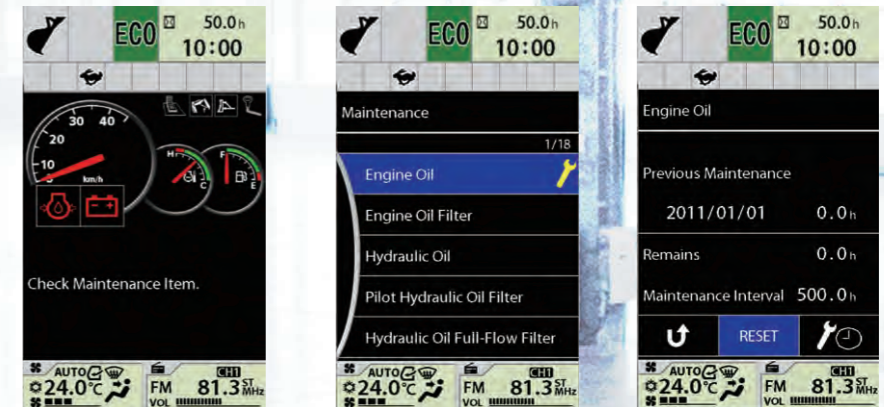 ECO
50.0h
10:00
30 40
20
10
km/h
H
C
F
E
Check Maintenance Item.
AUTO
24.0°C
CH1
FM 81.3 ST MHz
VOL
ECO
50.0h
10:00
Maintenance
1/18
Engine Oil
Engine Oil Filter
Hydraulic Oil
Pilot Hydraulic Oil Filter
Hydraulic Oil Full-Flow Filter
AUTO
24.0°C
CH1
FM 81.3 ST MHz
VOL
ECO
50.0h
10:00
Engine Oil
Previous Maintenance
2011/01/01 0.0h
Remains 0.0h
Maintenance Interval 500.0h
RESET
AUTO
24.0°C
CH1
FM 81.3 ST MHz
VOL